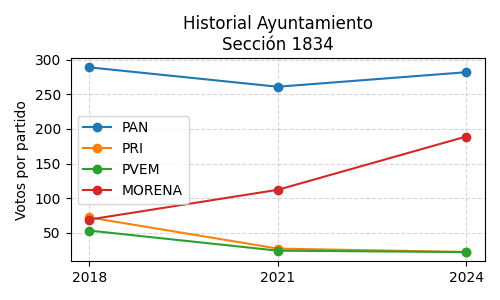 Historial Ayuntamiento
Sección 1834
Votos por partido
300
250
200
150
100
50
PAN
PRI
PVEM
MORENA
2018
2021
2024